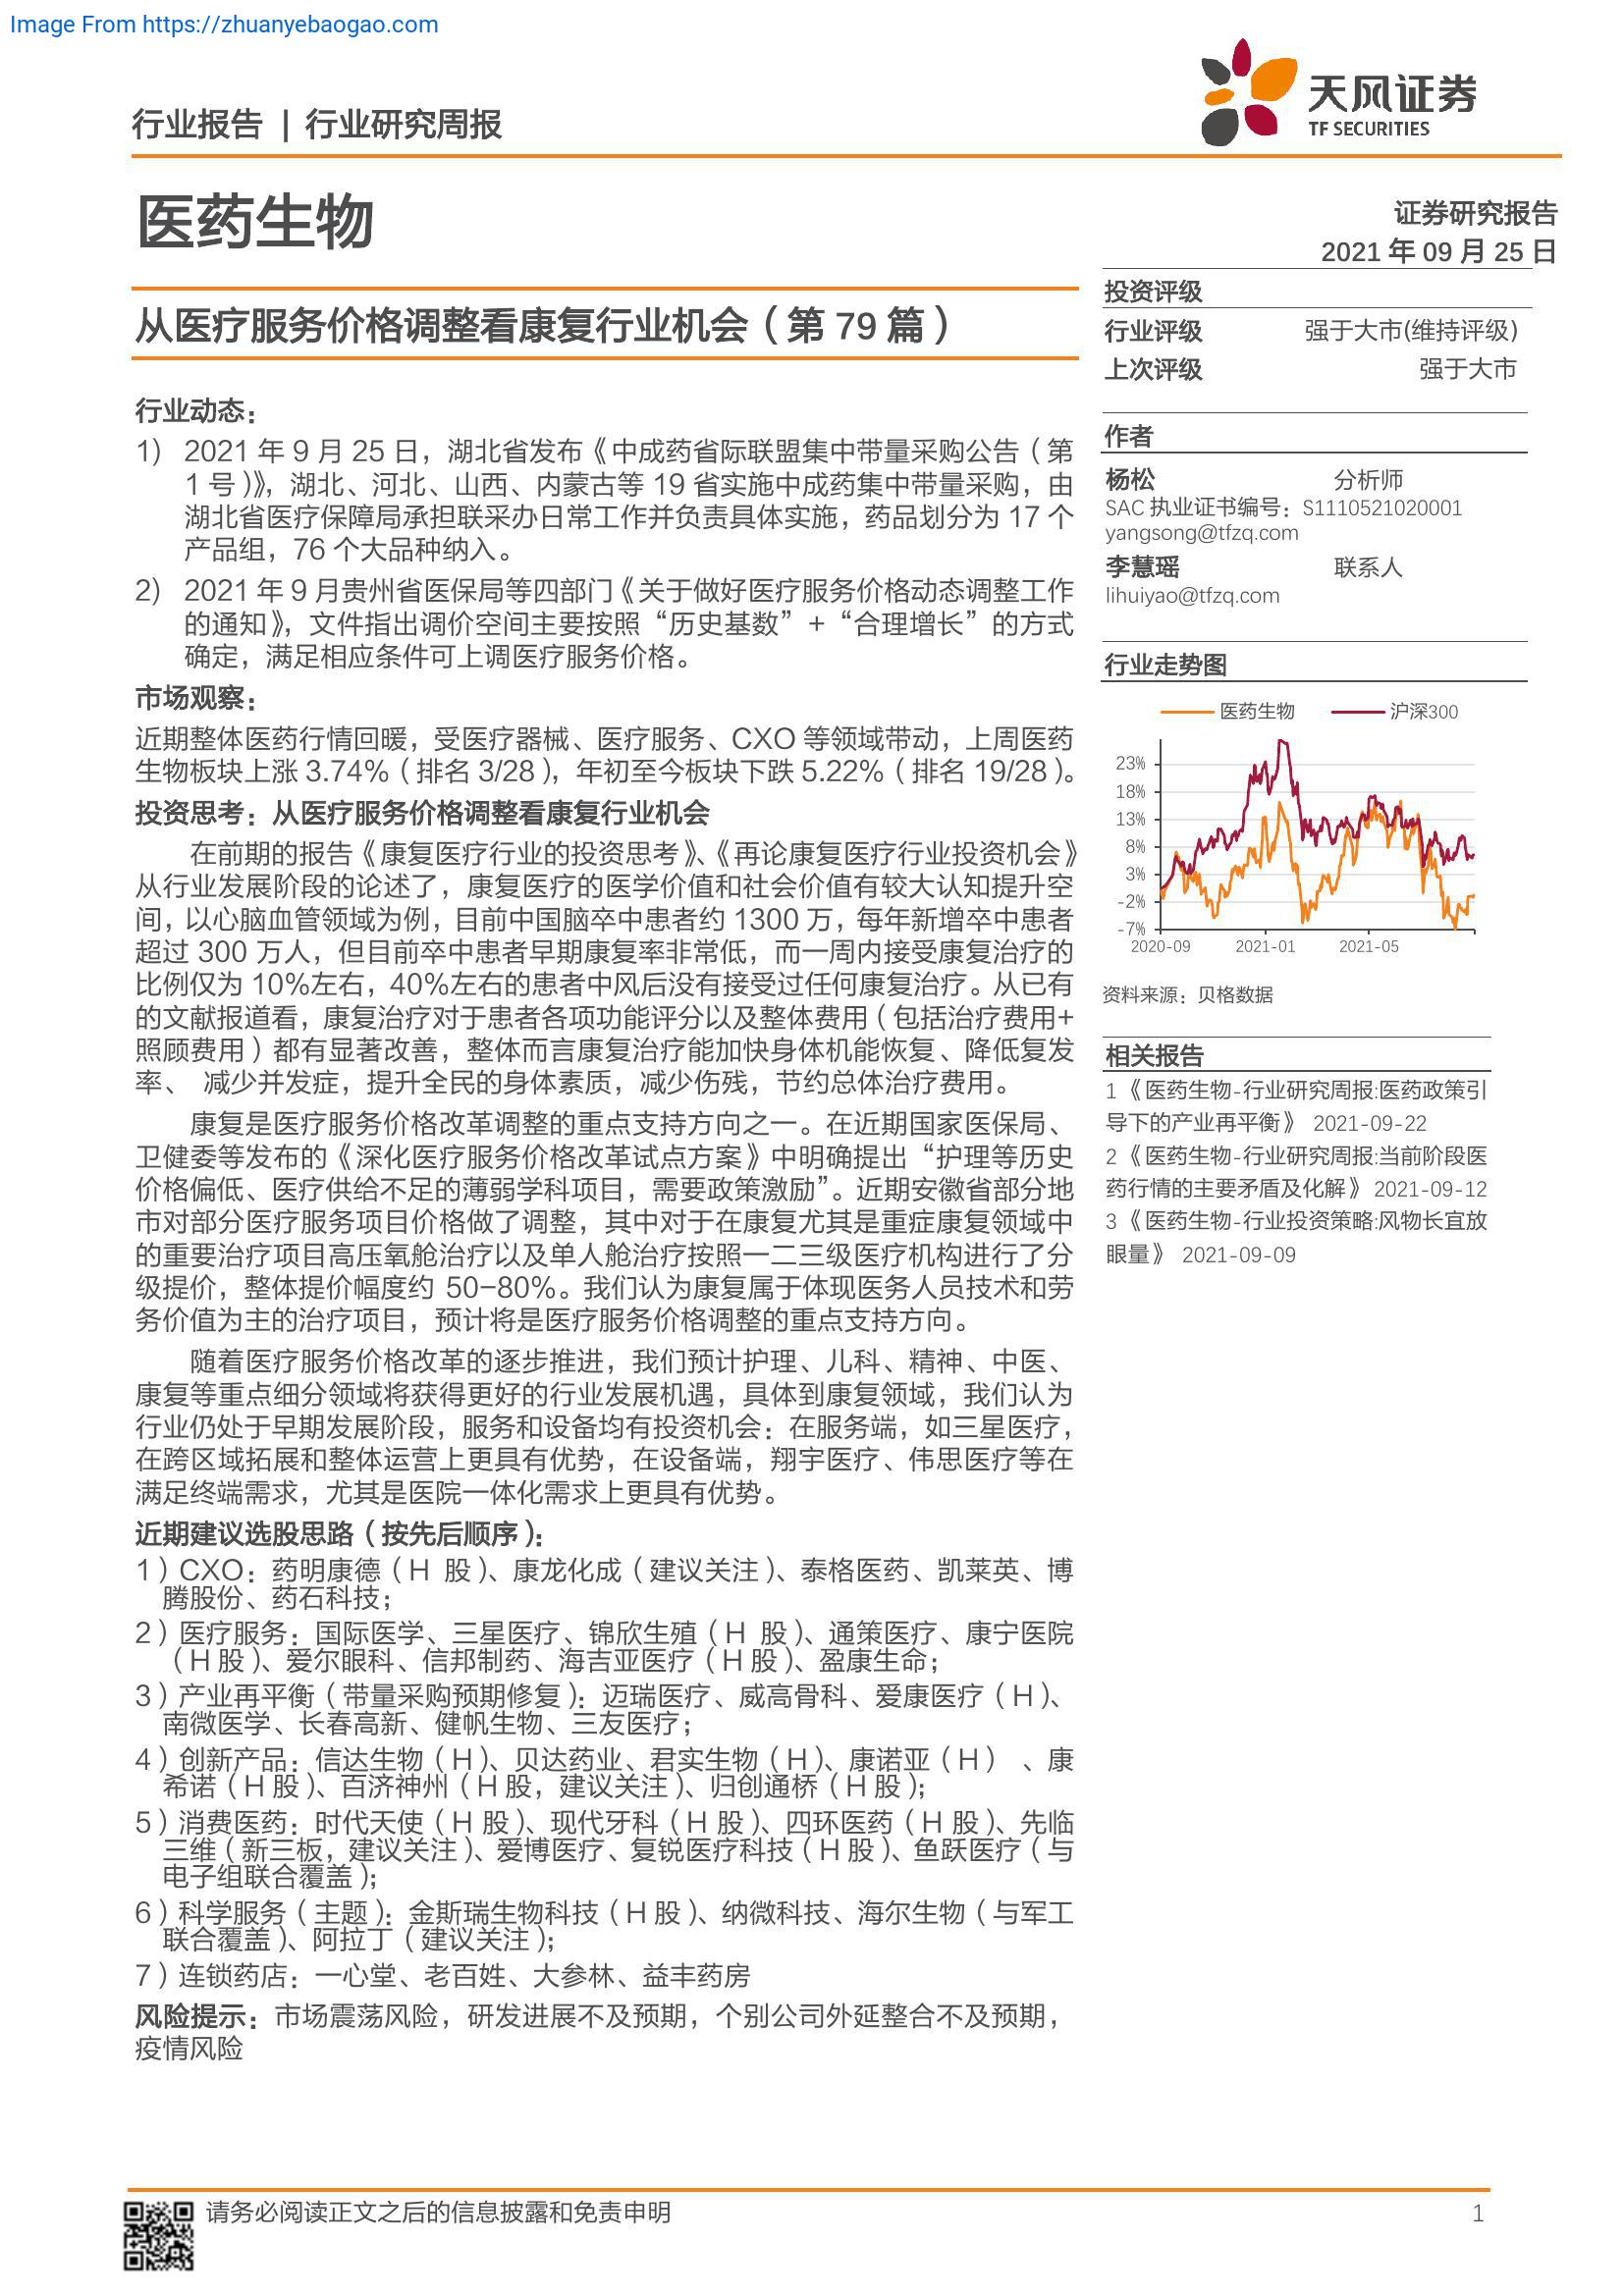 Image From https://zhuanyebaogao.com
行业报告 | 行业研究周报
天风证券
TF SECURITIES
医药生物
证券研究报告
2021 年 09 月 25 日
从医疗服务价格调整看康复行业机会（第 79 篇）
行业动态：
1） 2021 年 9 月 25 日，湖北省发布《中成药省际联盟集中带量采购公告（第
1 号）》，湖北、河北、山西、内蒙古等 19 省实施中成药集中带量采购，由
湖北省医疗保障局承担联采办日常工作并负责具体实施，药品划分为 17 个
产品组，76 个大品种纳入。
2） 2021 年 9 月贵州省医保局等四部门《关于做好医疗服务价格动态调整工作
的通知》，文件指出调价空间主要按照“历史基数”+“合理增长”的方式
确定，满足相应条件可上调医疗服务价格。
市场观察：
近期整体医药行情回暖，受医疗器械、医疗服务、CXO 等领域带动，上周医药
生物板块上涨 3.74%（排名 3/28），年初至今板块下跌 5.22%（排名 19/28）。
投资思考：从医疗服务价格调整看康复行业机会
在前期的报告《康复医疗行业的投资思考》、《再论康复医疗行业投资机会》
从行业发展阶段的论述了，康复医疗的医学价值和社会价值有较大认知提升空
间，以心脑血管领域为例，目前中国脑卒中患者约 1300 万，每年新增卒中患者
超过 300 万人，但目前卒中患者早期康复率非常低，而一周内接受康复治疗的
比例仅为 10%左右，40%左右的患者中风后没有接受过任何康复治疗。从已有
的文献报道看，康复治疗对于患者各项功能评分以及整体费用（包括治疗费用+
照顾费用）都有显著改善，整体而言康复治疗能加快身体机能恢复、降低复发
率、 减少并发症，提升全民的身体素质，减少伤残，节约总体治疗费用。
康复是医疗服务价格改革调整的重点支持方向之一。在近期国家医保局、
卫健委等发布的《深化医疗服务价格改革试点方案》中明确提出“护理等历史
价格偏低、医疗供给不足的薄弱学科项目，需要政策激励”。近期安徽省部分地
市对部分医疗服务项目价格做了调整，其中对于在康复尤其是重症康复领域中
的重要治疗项目高压氧舱治疗以及单人舱治疗按照一二三级医疗机构进行了分
级提价，整体提价幅度约 50-80%。我们认为康复属于体现医务人员技术和劳
务价值为主的治疗项目，预计将是医疗服务价格调整的重点支持方向。
随着医疗服务价格改革的逐步推进，我们预计护理、儿科、精神、中医、
康复等重点细分领域将获得更好的行业发展机遇，具体到康复领域，我们认为
行业仍处于早期发展阶段，服务和设备均有投资机会：在服务端，如三星医疗，
在跨区域拓展和整体运营上更具有优势，在设备端，翔宇医疗、伟思医疗等在
满足终端需求，尤其是医院一体化需求上更具有优势。
近期建议选股思路（按先后顺序）：
1）CXO：药明康德（H 股）、康龙化成（建议关注）、泰格医药、凯莱英、博
腾股份、药石科技；
2）医疗服务：国际医学、三星医疗、锦欣生殖（H 股）、通策医疗、康宁医院
（H 股）、爱尔眼科、信邦制药、海吉亚医疗（H 股）、盈康生命；
3）产业再平衡（带量采购预期修复）：迈瑞医疗、威高骨科、爱康医疗（H）、
南微医学、长春高新、健帆生物、三友医疗；
4）创新产品：信达生物（H）、贝达药业、君实生物（H）、康诺亚（H） 、康
希诺（H 股）、百济神州（H 股，建议关注）、归创通桥（H 股）；
5）消费医药：时代天使（H 股）、现代牙科（H 股）、四环医药（H 股）、先临
三维（新三板，建议关注）、爱博医疗、复锐医疗科技（H 股）、鱼跃医疗（与
电子组联合覆盖）；
6）科学服务（主题）：金斯瑞生物科技（H 股）、纳微科技、海尔生物（与军工
联合覆盖）、阿拉丁（建议关注）；
7）连锁药店：一心堂、老百姓、大参林、益丰药房
风险提示：市场震荡风险，研发进展不及预期，个别公司外延整合不及预期，
疫情风险
投资评级
行业评级 强于大市(维持评级)
上次评级 强于大市
作者
杨松 分析师
SAC 执业证书编号：S1110521020001
yangsong@tfzq.com
李慧瑶 联系人
lihuiyao@tfzq.com
行业走势图
医药生物 沪深300
23%
18%
13%
8%
3%
-2%
-7%
2020-09 2021-01 2021-05
资料来源：贝格数据
相关报告
1 《医药生物-行业研究周报:医药政策引
导下的产业再平衡》 2021-09-22
2 《医药生物-行业研究周报:当前阶段医
药行情的主要矛盾及化解》 2021-09-12
3 《医药生物-行业投资策略:风物长宜放
眼量》 2021-09-09
请务必阅读正文之后的信息披露和免责申明 1